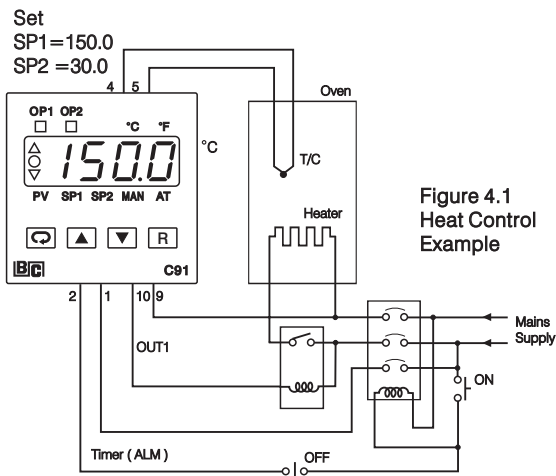 Set
SP1=150.0
SP2 =30.0
4 5
Oven
OP1 OP2
°C °F
150.0
°C
PV SP1 SP2 MAN AT
T/C
Heater
R
BC
C91
Figure 4.1
Heat Control
Example
2 1 10 9
Mains
Supply
OUT1
ON
Timer ( ALM )
OFF